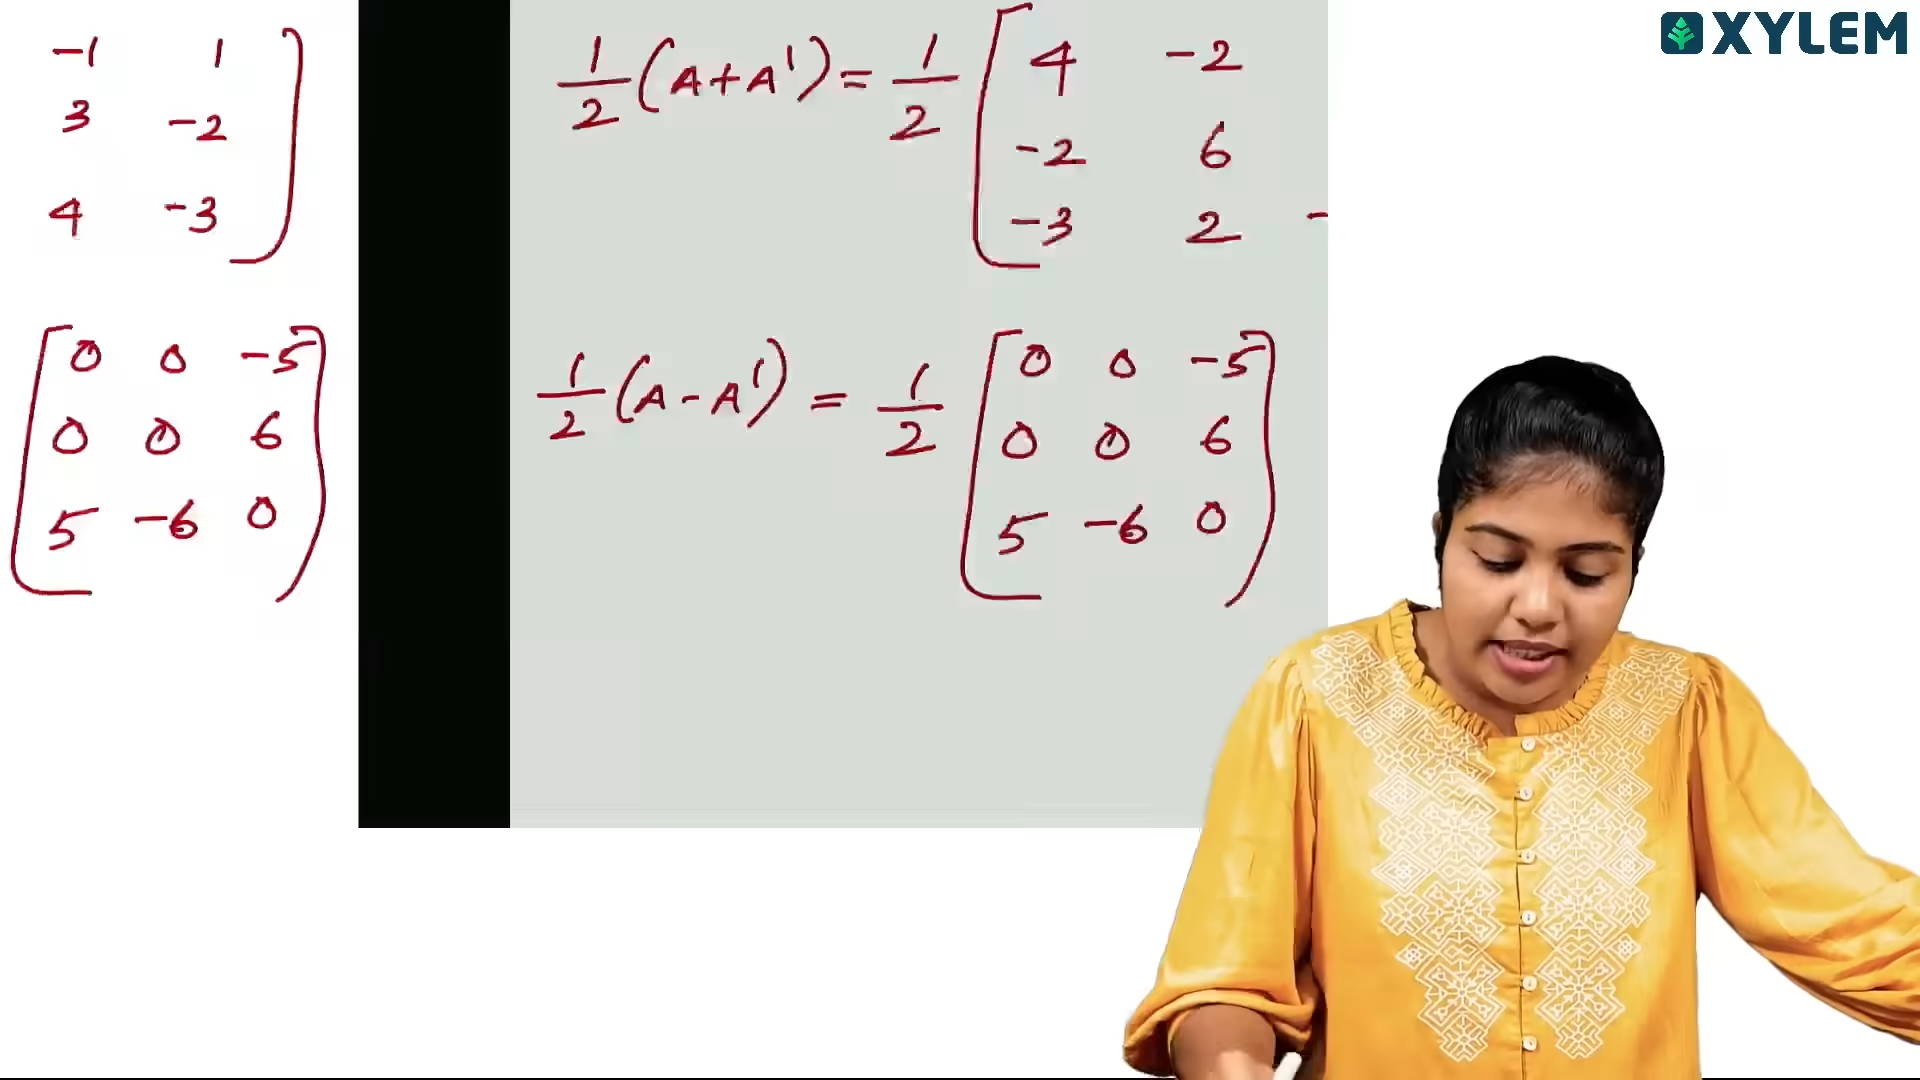 XYLEM
-1 1
3 -2
4 -3
0 0 -5
0 0 6
5 -6 0
1/2 (A+A') = 1/2 [4 -2
-2 6
-3 2 -
1/2 (A-A') = 1/2 [0 0 -5
0 0 6
5 -6 0]